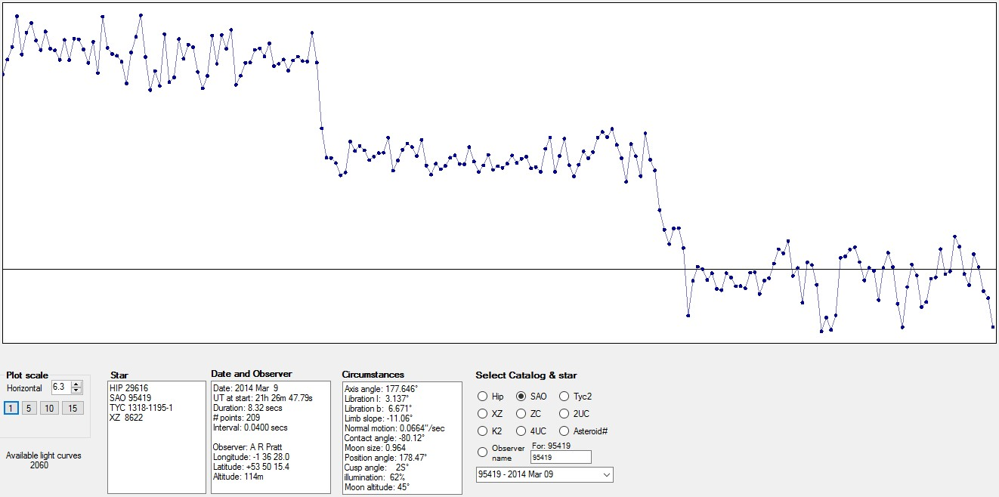 Plot scale
Horizontal 6.3
1 5 10 15
Available light curves
2060
Star
HIP 29616
SAO 95419
TYC 1318-1195-1
XZ 8622
Date and Observer
Date: 2014 Mar 9
UT at start: 21h 26m 47.79s
Duration: 8.32 secs
# points: 209
Interval: 0.0400 secs
Observer: A R Pratt
Longitude: -1 36 28.0
Latitude: +53 50 15.4
Altitude: 114m
Circumstances
Axis angle: 177.646°
Libration l: 3.137°
Libration b: 6.671°
Limb slope: -11.06°
Normal motion: 0.0664"/sec
Contact angle: -80.12°
Moon size: 0.964
Position angle: 178.47°
Cusp angle: 2S°
illumination: 62%
Moon altitude: 45°
Select Catalog & star
Hip SAO Tyc2
XZ ZC 2UC
K2 4UC Asteroid#
Observer name
For: 95419
95419
95419 - 2014 Mar 09